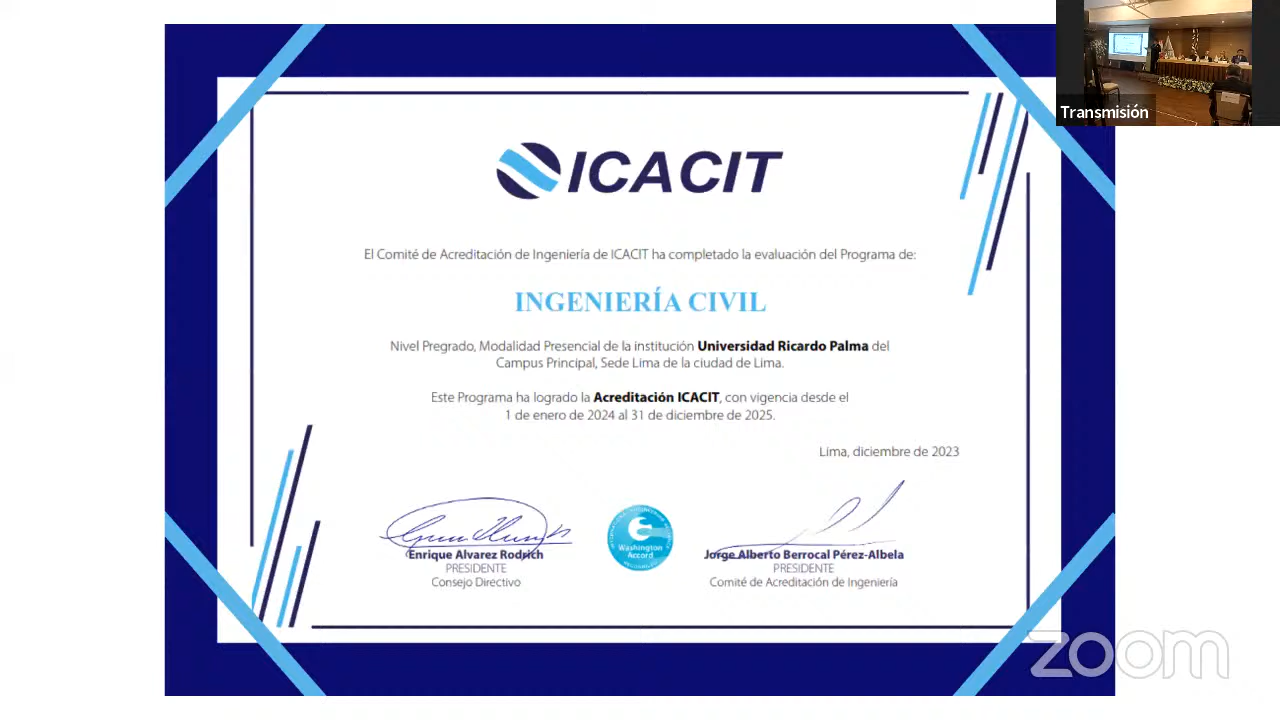 Transmisión
ICACIT
El Comité de Acreditación de Ingeniería de ICACIT ha completado la evaluación del Programa de:
INGENIERÍA CIVIL
Nivel Pregrado, Modalidad Presencial de la institución Universidad Ricardo Palma del
Campus Principal, Sede Lima de la ciudad de Lima.
Este Programa ha logrado la Acreditación ICACIT, con vigencia desde el
1 de enero de 2024 al 31 de diciembre de 2025.
Lima, diciembre de 2023
Enrique Alvarez Rodrich
PRESIDENTE
Consejo Directivo
Washington
Accord
Jorge Alberto Berrocal Pérez-Albela
PRESIDENTE
Comité de Acreditación de Ingeniería
zoom